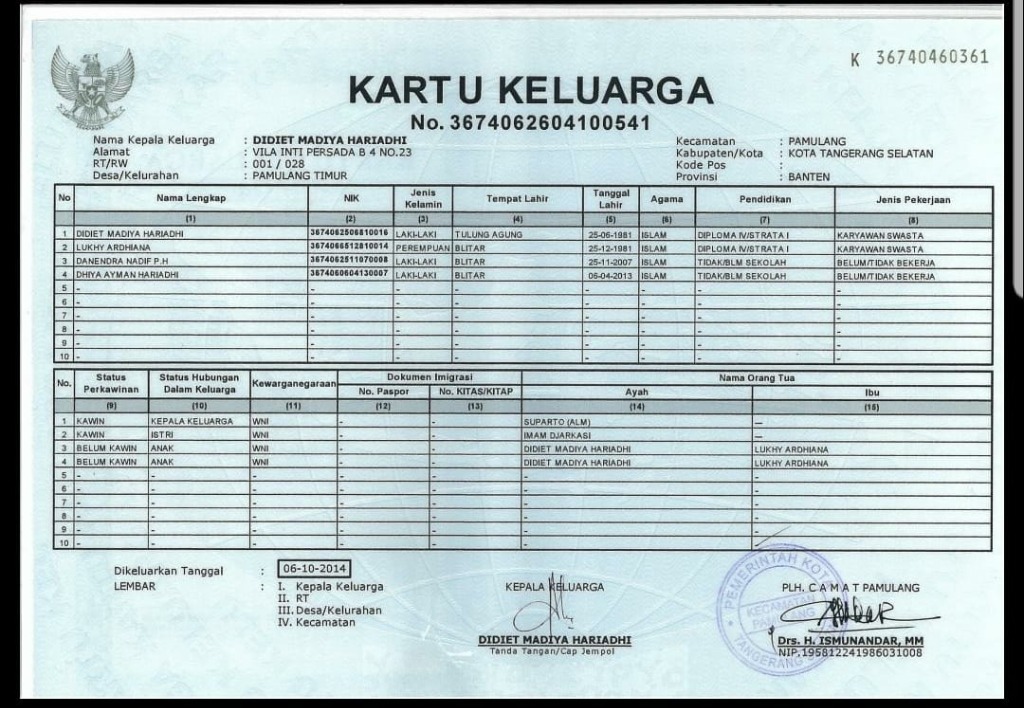 K 36740460361
KARTU KELUARGA
No. 3674062604100541
Nama Kepala Keluarga : DIDIET MADIYA HARIADHI
Alamat : VILA INTI PERSADA B 4 NO.23
RT/RW : 001 / 028
Desa/Kelurahan : PAMULANG TIMUR
Kecamatan : PAMULANG
Kabupaten/Kota : KOTA TANGERANG SELATAN
Kode Pos :
Provinsi : BANTEN
No Nama Lengkap NIK Jenis Kelamin Tempat Lahir Tanggal Lahir Agama Pendidikan Jenis Pekerjaan
(1) (2) (3) (4) (5) (6) (7) (8)
1 DIDIET MADIYA HARIADHI 3674062506810016 LAKI-LAKI TULUNG AGUNG 25-06-1981 ISLAM DIPLOMA IV/STRATA I KARYAWAN SWASTA
2 LUKHY ARDHIANA 3674066512810014 PEREMPUAN BLITAR 25-12-1981 ISLAM DIPLOMA IV/STRATA I KARYAWAN SWASTA
3 DANENDRA NADIF P.H 3674062511070008 LAKI-LAKI BLITAR 25-11-2007 ISLAM TIDAK/BLM SEKOLAH BELUM/TIDAK BEKERJA
4 DHIYA AYMAN HARIADHI 3674060604130007 LAKI-LAKI BLITAR 06-04-2013 ISLAM TIDAK/BLM SEKOLAH BELUM/TIDAK BEKERJA
5 - - - - - - - -
6 - - - - - - - -
7 - - - - - - - -
8 - - - - - - - -
9 - - - - - - - -
10 - - - - - - - -
No. Status Perkawinan Status Hubungan Dalam Keluarga Kewarganegaraan Dokumen Imigrasi Nama Orang Tua
No. Paspor No. KITAS/KITAP Ayah Ibu
(9) (10) (11) (12) (13) (14) (15)
1 KAWIN KEPALA KELUARGA WNI - - SUPARTO (ALM) —
2 KAWIN ISTRI WNI - - IMAM DJARKASI —
3 BELUM KAWIN ANAK WNI - - DIDIET MADIYA HARIADHI LUKHY ARDHIANA
4 BELUM KAWIN ANAK WNI - - DIDIET MADIYA HARIADHI LUKHY ARDHIANA
5 - - - - - - -
6 - - - - - - -
7 - - - - - - -
8 - - - - - - -
9 - - - - - - -
10 - - - - - - -
Dikeluarkan Tanggal : 06-10-2014
LEMBAR : I. Kepala Keluarga
II. RT
III. Desa/Kelurahan
IV. Kecamatan
KEPALA KELUARGA
DIDIET MADIYA HARIADHI
Tanda Tangan/Cap Jempol
PEMERINTAH KOTA
KECAMATAN
PAMULANG
TANGERANG
PLH. C A M A T PAMULANG
Drs. H. ISMUNANDAR, MM
NIP.195812241986031008